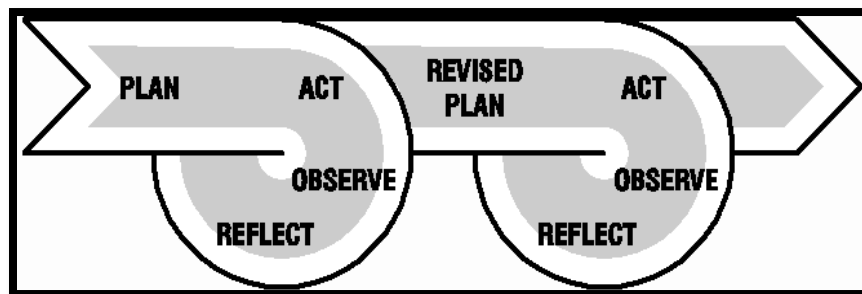 PLAN
ACT
OBSERVE
REFLECT
REVISED
PLAN
ACT
OBSERVE
REFLECT